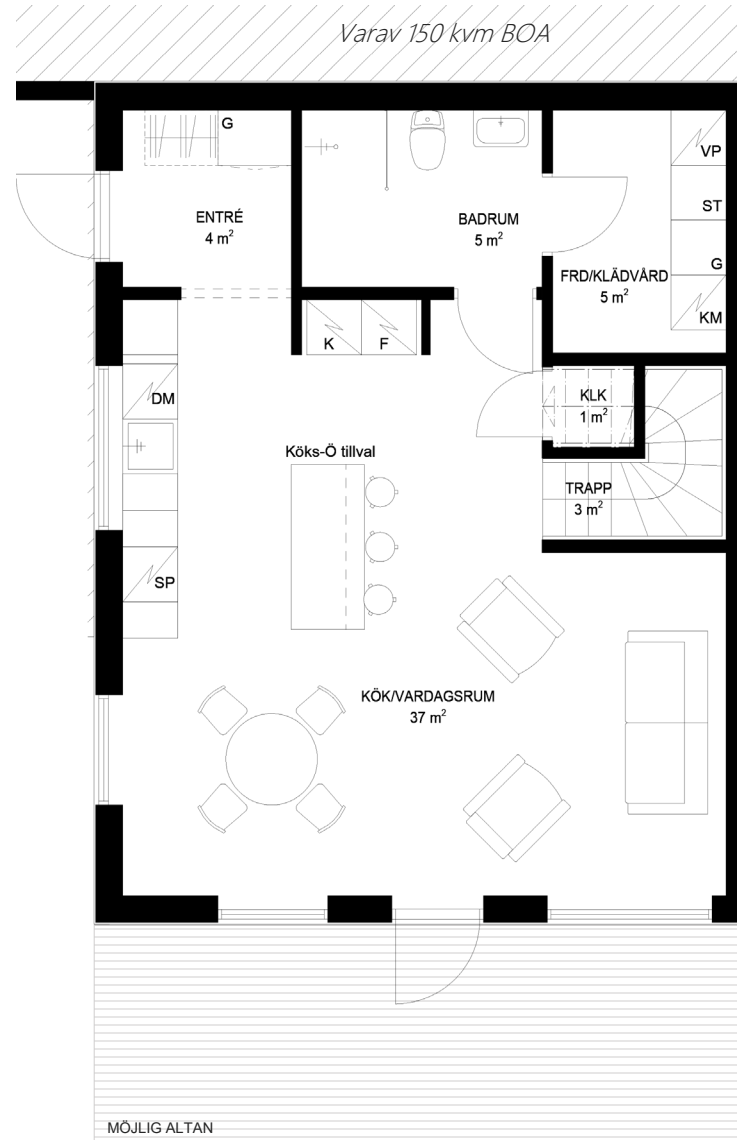 Varav 150 kvm BOA
G
VP
ENTRÉ
4 m²
BADRUM
5 m²
ST
G
FRD/KLÄDVÅRD
5 m²
KM
K
F
DM
KLK
1 m²
Köks-Ö tillval
TRAPP
3 m²
SP
KÖK/VARDAGSRUM
37 m²
MÖJLIG ALTAN